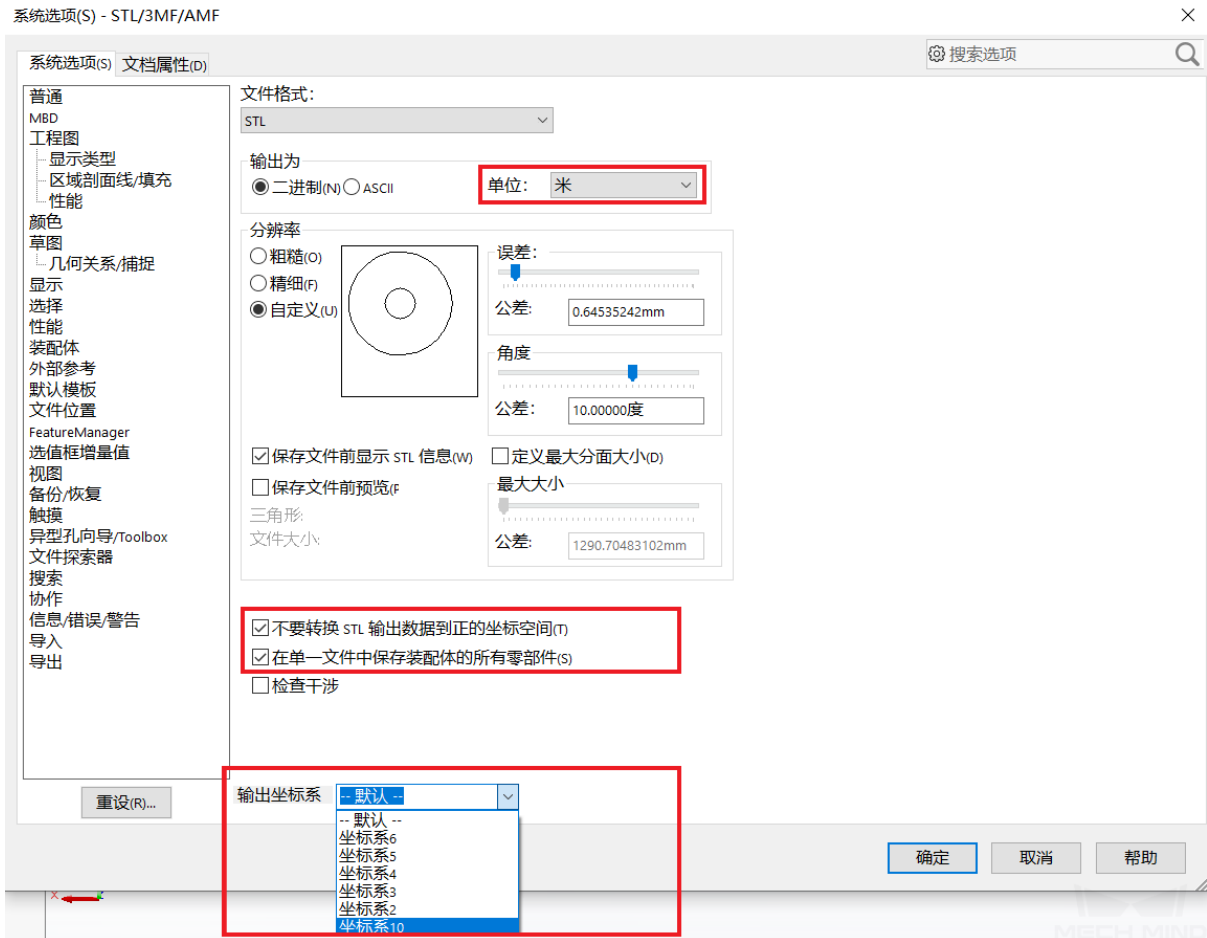 系统选项(S) - STL/3MF/AMF
系统选项(S) 文档属性(D)
搜索选项
普通
MBD
工程图
显示类型
区域剖面线/填充
性能
颜色
草图
几何关系/捕捉
显示
选择
性能
装配体
外部参考
默认模板
文件位置
FeatureManager
选值框增量值
视图
备份/恢复
触摸
异型孔向导/Toolbox
文件探索器
搜索
协作
信息/错误/警告
导入
导出
重设(R)...
文件格式：
STL
输出为
二进制(N) ASCII
单位： 米
分辨率
粗糙(O)
精细(F)
自定义(U)
误差：
公差: 0.64535242mm
角度
公差： 10.00000度
保存文件前显示 STL 信息(W)
定义最大分面大小(D)
保存文件前预览(P
最大大小
三角形:
文件大小:
公差: 1290.70483102mm
不要转换 STL 输出数据到正的坐标空间(T)
在单一文件中保存装配体的所有零部件(S)
检查干涉
输出坐标系 -- 默认 --
-- 默认 --
坐标系6
坐标系5
坐标系4
坐标系3
坐标系2
坐标系10
确定 取消 帮助
X Z
MECH MIND